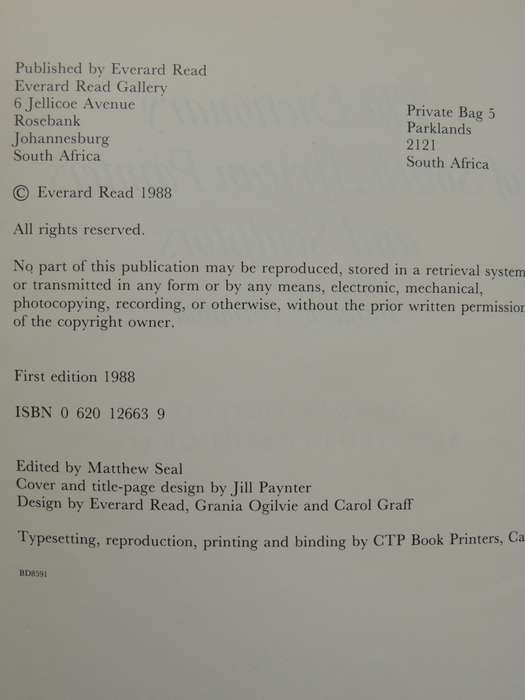 Published by Everard Read
Everard Read Gallery
6 Jellicoe Avenue
Rosebank
Johannesburg
South Africa
Private Bag 5
Parklands
2121
South Africa
© Everard Read 1988
All rights reserved.
No part of this publication may be reproduced, stored in a retrieval system
or transmitted in any form or by any means, electronic, mechanical,
photocopying, recording, or otherwise, without the prior written permission
of the copyright owner.
First edition 1988
ISBN 0 620 12663 9
Edited by Matthew Seal
Cover and title-page design by Jill Paynter
Design by Everard Read, Grania Ogilvie and Carol Graff
Typesetting, reproduction, printing and binding by CTP Book Printers, Ca
BD8591